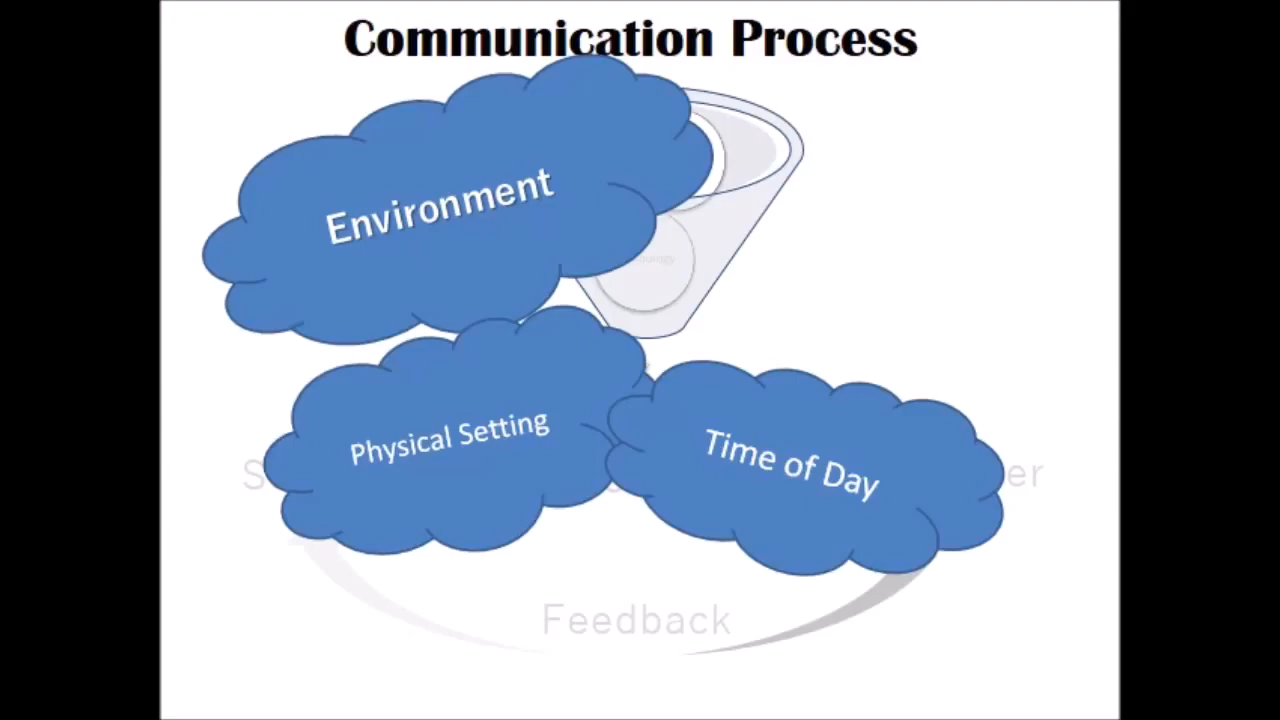 Communication Process
Environment
Physical Setting
Time of Day
Feedback